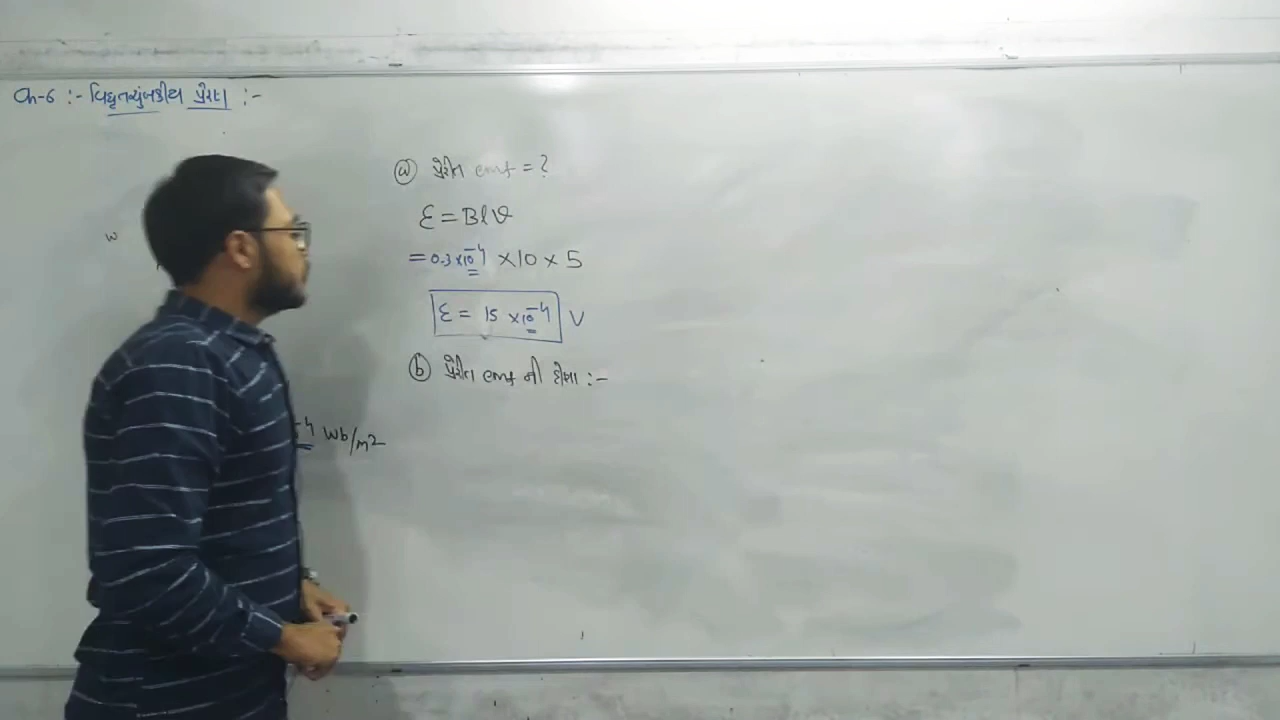 Ch-6 :- વિદ્યુતચુંબકીય પ્રેરણ :-
W
ⓐ પ્રેરીત emf = ?
Ɛ = Blv
= 0.3 x 10⁻⁴ × 10 × 5
Ɛ = 15 x 10⁻⁴ V
ⓑ પ્રેરીત emf ની દીશા :-
⁻⁴ Wb/m²